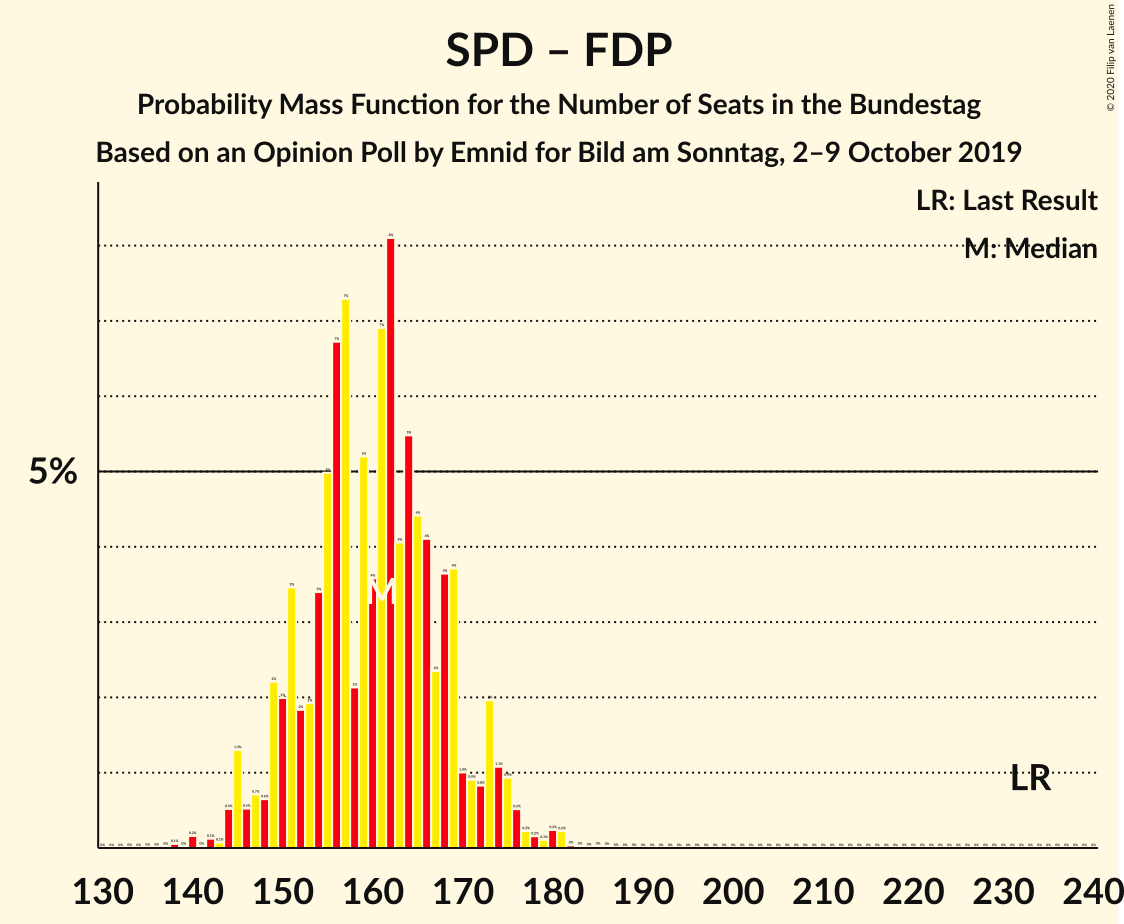 SPD – FDP
Probability Mass Function for the Number of Seats in the Bundestag
Based on an Opinion Poll by Emnid for Bild am Sonntag, 2–9 October 2019
© 2020 Filip van Laenen
LR: Last Result
M: Median
5%
M
LR
130 140 150 160 170 180 190 200 210 220 230 240